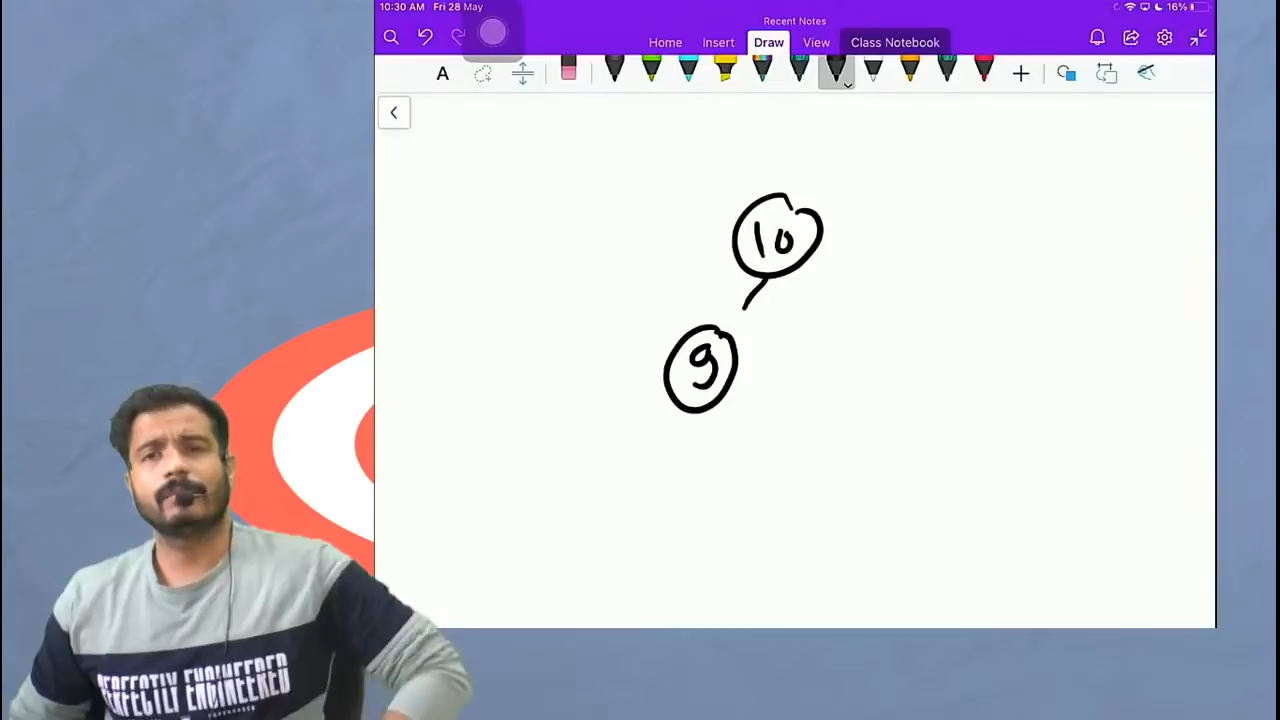 10:30 AM Fri 28 May
16%
Recent Notes
Home Insert Draw View Class Notebook
A
10
9
PERFECTLY ENGINEERED